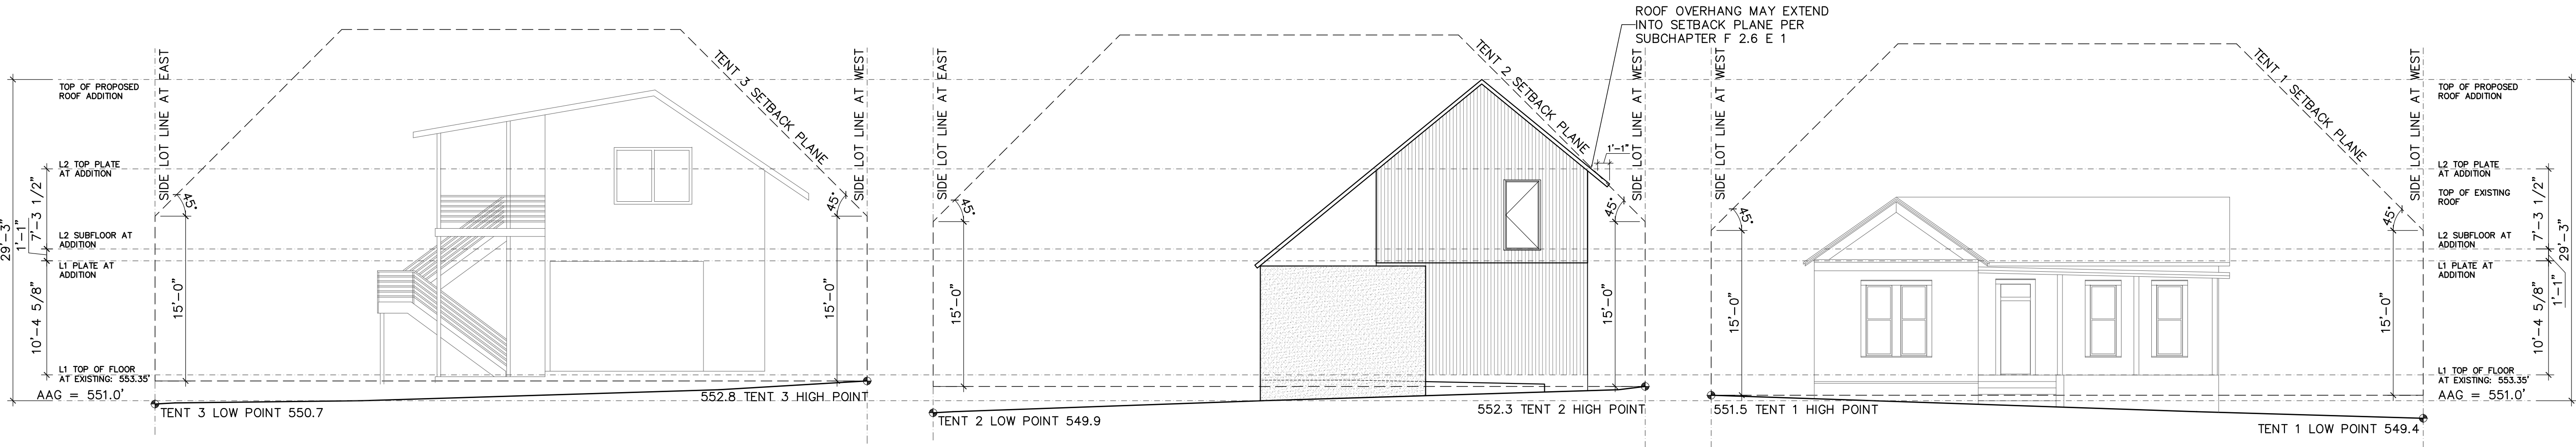 ROOF OVERHANG MAY EXTEND
INTO SETBACK PLANE PER
SUBCHAPTER F 2.6 E 1
TOP OF PROPOSED
ROOF ADDITION
L2 TOP PLATE
AT ADDITION
L2 SUBFLOOR AT
ADDITION
L1 PLATE AT
ADDITION
L1 TOP OF FLOOR
AT EXISTING: 553.35'
AAG = 551.0'
29'-3"
1'-1"
7'-3 1/2"
10'-4 5/8"
SIDE LOT LINE AT EAST
45°
15'-0"
TENT 3 SETBACK PLANE
45°
15'-0"
SIDE LOT LINE AT WEST
TENT 3 LOW POINT 550.7
552.8 TENT 3 HIGH POINT
SIDE LOT LINE AT EAST
45°
15'-0"
TENT 2 SETBACK PLANE
1'-1"
45°
15'-0"
SIDE LOT LINE AT WEST
TENT 2 LOW POINT 549.9
552.3 TENT 2 HIGH POINT
SIDE LOT LINE AT WEST
45°
15'-0"
TENT 1 SETBACK PLANE
45°
15'-0"
SIDE LOT LINE AT WEST
551.5 TENT 1 HIGH POINT
TENT 1 LOW POINT 549.4
TOP OF PROPOSED
ROOF ADDITION
L2 TOP PLATE
AT ADDITION
TOP OF EXISTING
ROOF
L2 SUBFLOOR AT
ADDITION
L1 PLATE AT
ADDITION
L1 TOP OF FLOOR
AT EXISTING: 553.35'
AAG = 551.0'
7'-3 1/2"
10'-4 5/8"
1'-1"
29'-3"